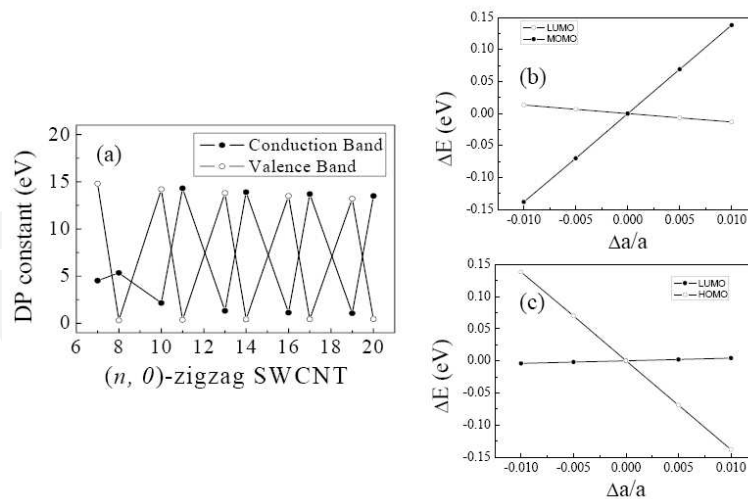 (a)
Conduction Band
Valence Band
DP constant (eV)
20
15
10
5
0
6 8 10 12 14 16 18 20
(n, 0)-zigzag SWCNT
(b)
LUMO
MOMO
ΔE (eV)
0.15
0.10
0.05
0.00
-0.05
-0.10
-0.15
-0.010 -0.005 0.000 0.005 0.010
Δa/a
(c)
LUMO
HOMO
ΔE (eV)
0.15
0.10
0.05
0.00
-0.05
-0.10
-0.15
-0.010 -0.005 0.000 0.005 0.010
Δa/a